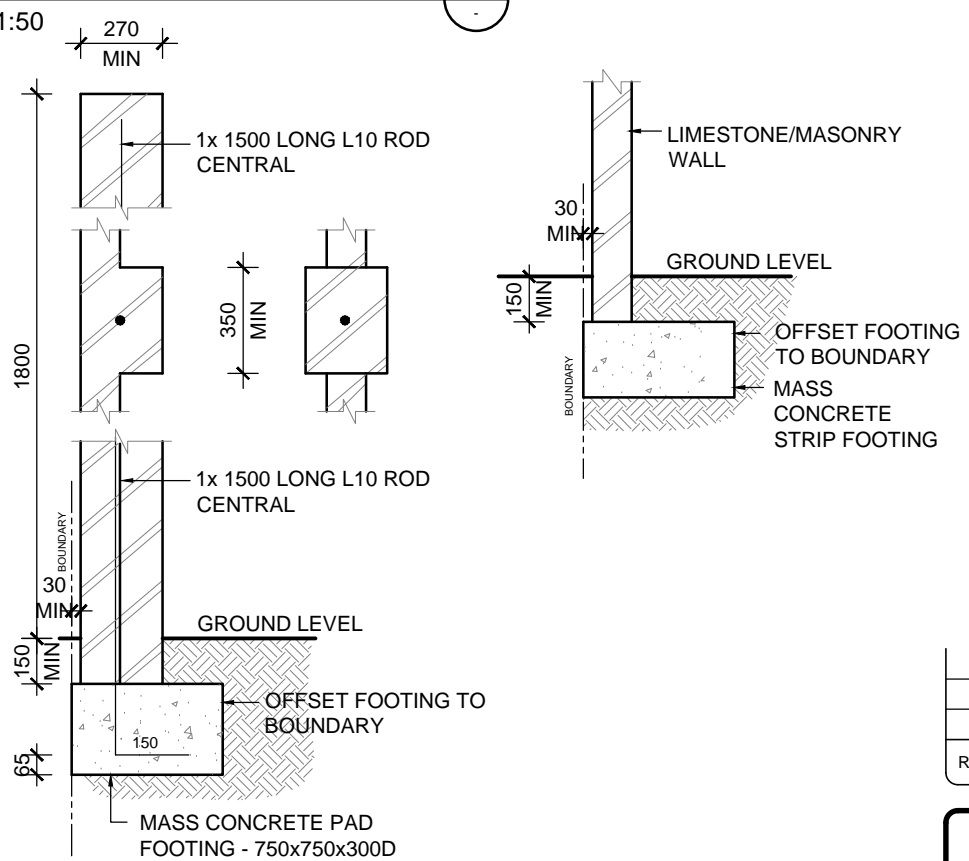 1:50
-
270
MIN
1x 1500 LONG L10 ROD
CENTRAL
1800
350
MIN
1x 1500 LONG L10 ROD
CENTRAL
BOUNDARY
30
MIN
GROUND LEVEL
150
MIN
OFFSET FOOTING TO
BOUNDARY
150
65
MASS CONCRETE PAD
FOOTING - 750x750x300D
LIMESTONE/MASONRY
WALL
30
MIN
GROUND LEVEL
150
MIN
BOUNDARY
OFFSET FOOTING
TO BOUNDARY
MASS
CONCRETE
STRIP FOOTING
R